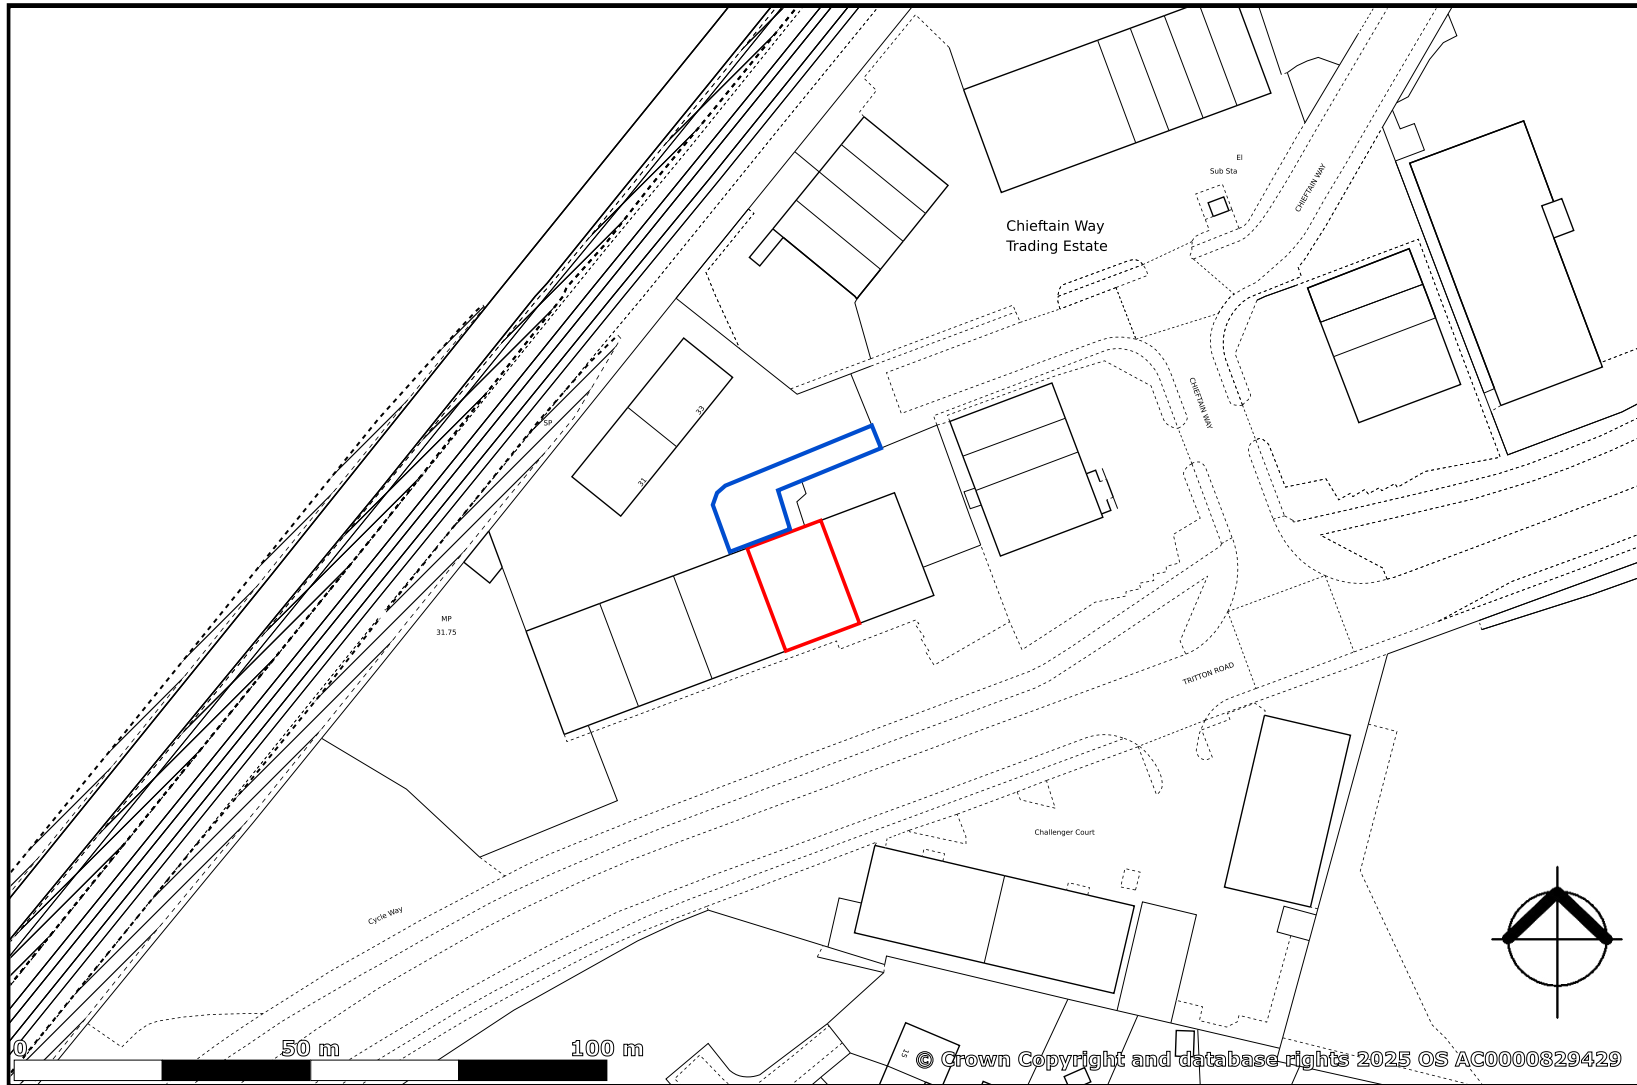 El
Sub Sta
CHIEFTAIN WAY
Chieftain Way
Trading Estate
CHIEFTAIN WAY
33
SP
31
MP
31.75
TRITTON ROAD
Challenger Court
Cycle Way
15
0
50 m
100 m
© Crown Copyright and database rights 2025 OS AC0000829429